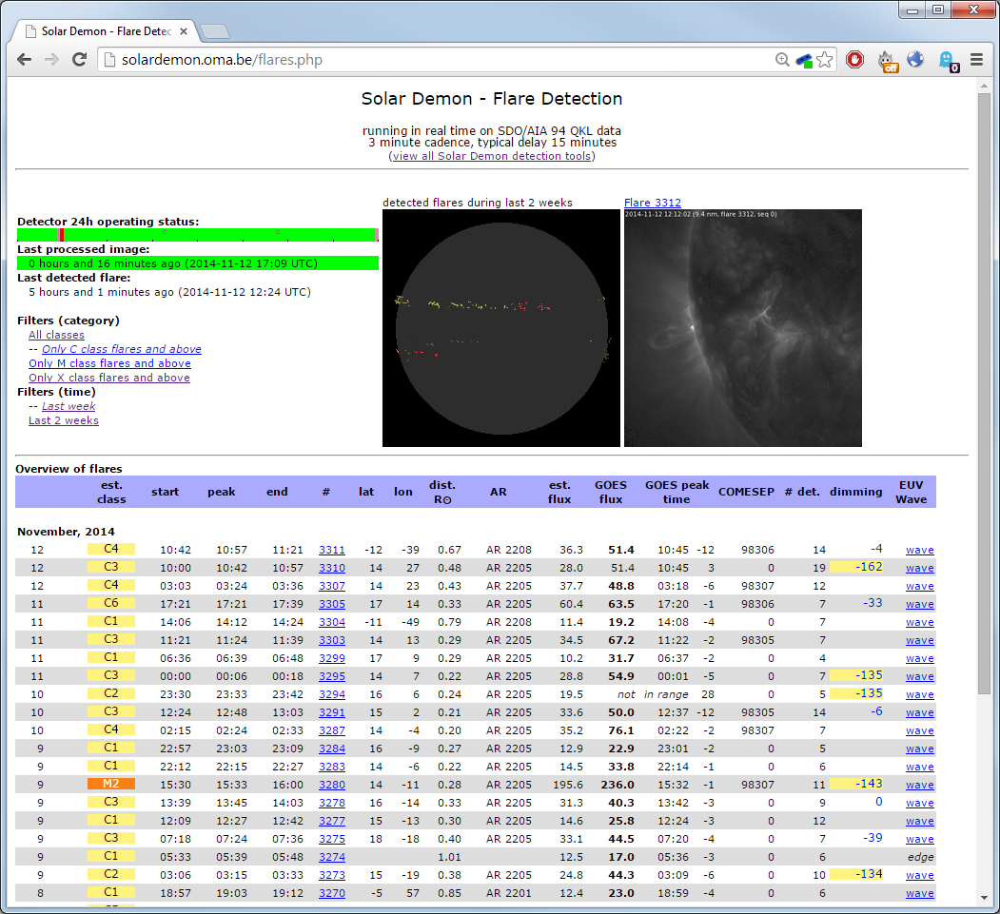 Solar Demon - Flare Detec
solardemon.oma.be/flares.php
off
0
Solar Demon - Flare Detection
running in real time on SDO/AIA 94 QKL data
3 minute cadence, typical delay 15 minutes
(view all Solar Demon detection tools)
Detector 24h operating status:
Last processed image:
0 hours and 16 minutes ago (2014-11-12 17:09 UTC)
Last detected flare:
5 hours and 1 minutes ago (2014-11-12 12:24 UTC)
Filters (category)
All classes
-- Only C class flares and above
Only M class flares and above
Only X class flares and above
Filters (time)
-- Last week
Last 2 weeks
detected flares during last 2 weeks
Flare 3312
2014-11-12 12:12:02 (9.4 nm, flare 3312, seq 0)
Overview of flares
est. class start peak end # lat lon dist. R⊙ AR est. flux GOES flux GOES peak time COMESEP # det. dimming EUV Wave
November, 2014
12 C4 10:42 10:57 11:21 3311 -12 -39 0.67 AR 2208 36.3 51.4 10:45 -12 98306 14 -4 wave
12 C3 10:00 10:42 10:57 3310 14 27 0.48 AR 2205 28.0 51.4 10:45 3 0 19 -162 wave
12 C4 03:03 03:24 03:36 3307 14 23 0.43 AR 2205 37.7 48.8 03:18 -6 98307 12 wave
11 C6 17:21 17:21 17:39 3305 17 14 0.33 AR 2205 60.4 63.5 17:20 -1 98306 7 -33 wave
11 C1 14:06 14:12 14:24 3304 -11 -49 0.79 AR 2208 11.4 19.2 14:08 -4 0 7 wave
11 C3 11:21 11:24 11:39 3303 14 13 0.29 AR 2205 34.5 67.2 11:22 -2 98305 7 wave
11 C1 06:36 06:39 06:48 3299 17 9 0.29 AR 2205 10.2 31.7 06:37 -2 0 4 wave
11 C3 00:00 00:06 00:18 3295 14 7 0.22 AR 2205 28.8 54.9 00:01 -5 0 7 -135 wave
10 C2 23:30 23:33 23:42 3294 16 6 0.24 AR 2205 19.5 not in range 28 0 5 -135 wave
10 C3 12:24 12:48 13:03 3291 15 2 0.21 AR 2205 33.6 50.0 12:37 -12 98305 14 -6 wave
10 C4 02:15 02:24 02:33 3287 14 -4 0.20 AR 2205 35.2 76.1 02:22 -2 98307 7 wave
9 C1 22:57 23:03 23:09 3284 16 -9 0.27 AR 2205 12.9 22.9 23:01 -2 0 5 wave
9 C1 22:12 22:15 22:27 3283 14 -6 0.22 AR 2205 14.5 33.8 22:14 -1 0 6 wave
9 M2 15:30 15:33 16:00 3280 14 -11 0.28 AR 2205 195.6 236.0 15:32 -1 98307 11 -143 wave
9 C3 13:39 13:45 14:03 3278 16 -14 0.33 AR 2205 31.3 40.3 13:42 -3 0 9 0 wave
9 C1 12:09 12:27 12:42 3277 15 -13 0.30 AR 2205 14.6 25.8 12:24 -3 0 12 wave
9 C3 07:18 07:24 07:36 3275 18 -18 0.40 AR 2205 33.1 44.5 07:20 -4 0 7 -39 wave
9 C1 05:33 05:39 05:48 3274 1.01 12.5 17.0 05:36 -3 0 6 edge
9 C2 03:06 03:15 03:33 3273 15 -19 0.38 AR 2205 24.8 44.3 03:09 -6 0 10 -134 wave
8 C1 18:57 19:03 19:12 3270 -5 57 0.85 AR 2201 12.4 23.0 18:59 -4 0 6 wave